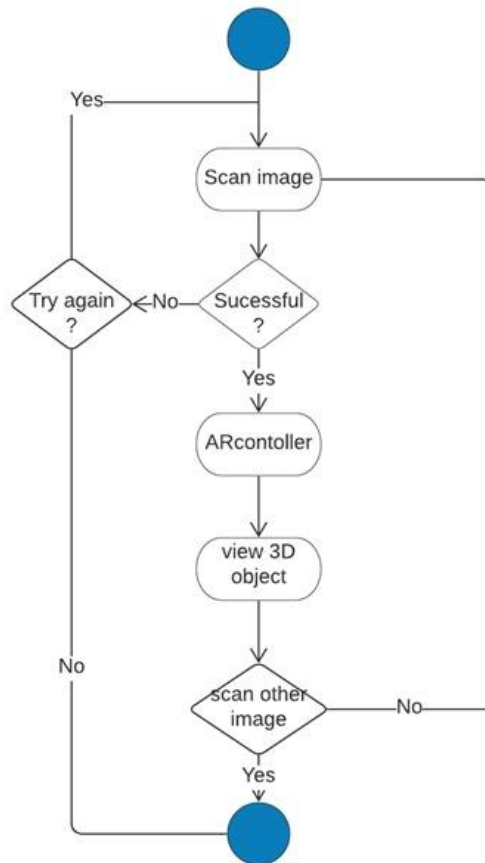 Yes
Scan image
Try again
?
No
Sucessful
?
Yes
ARcontoller
view 3D
object
No
scan other
image
No
Yes